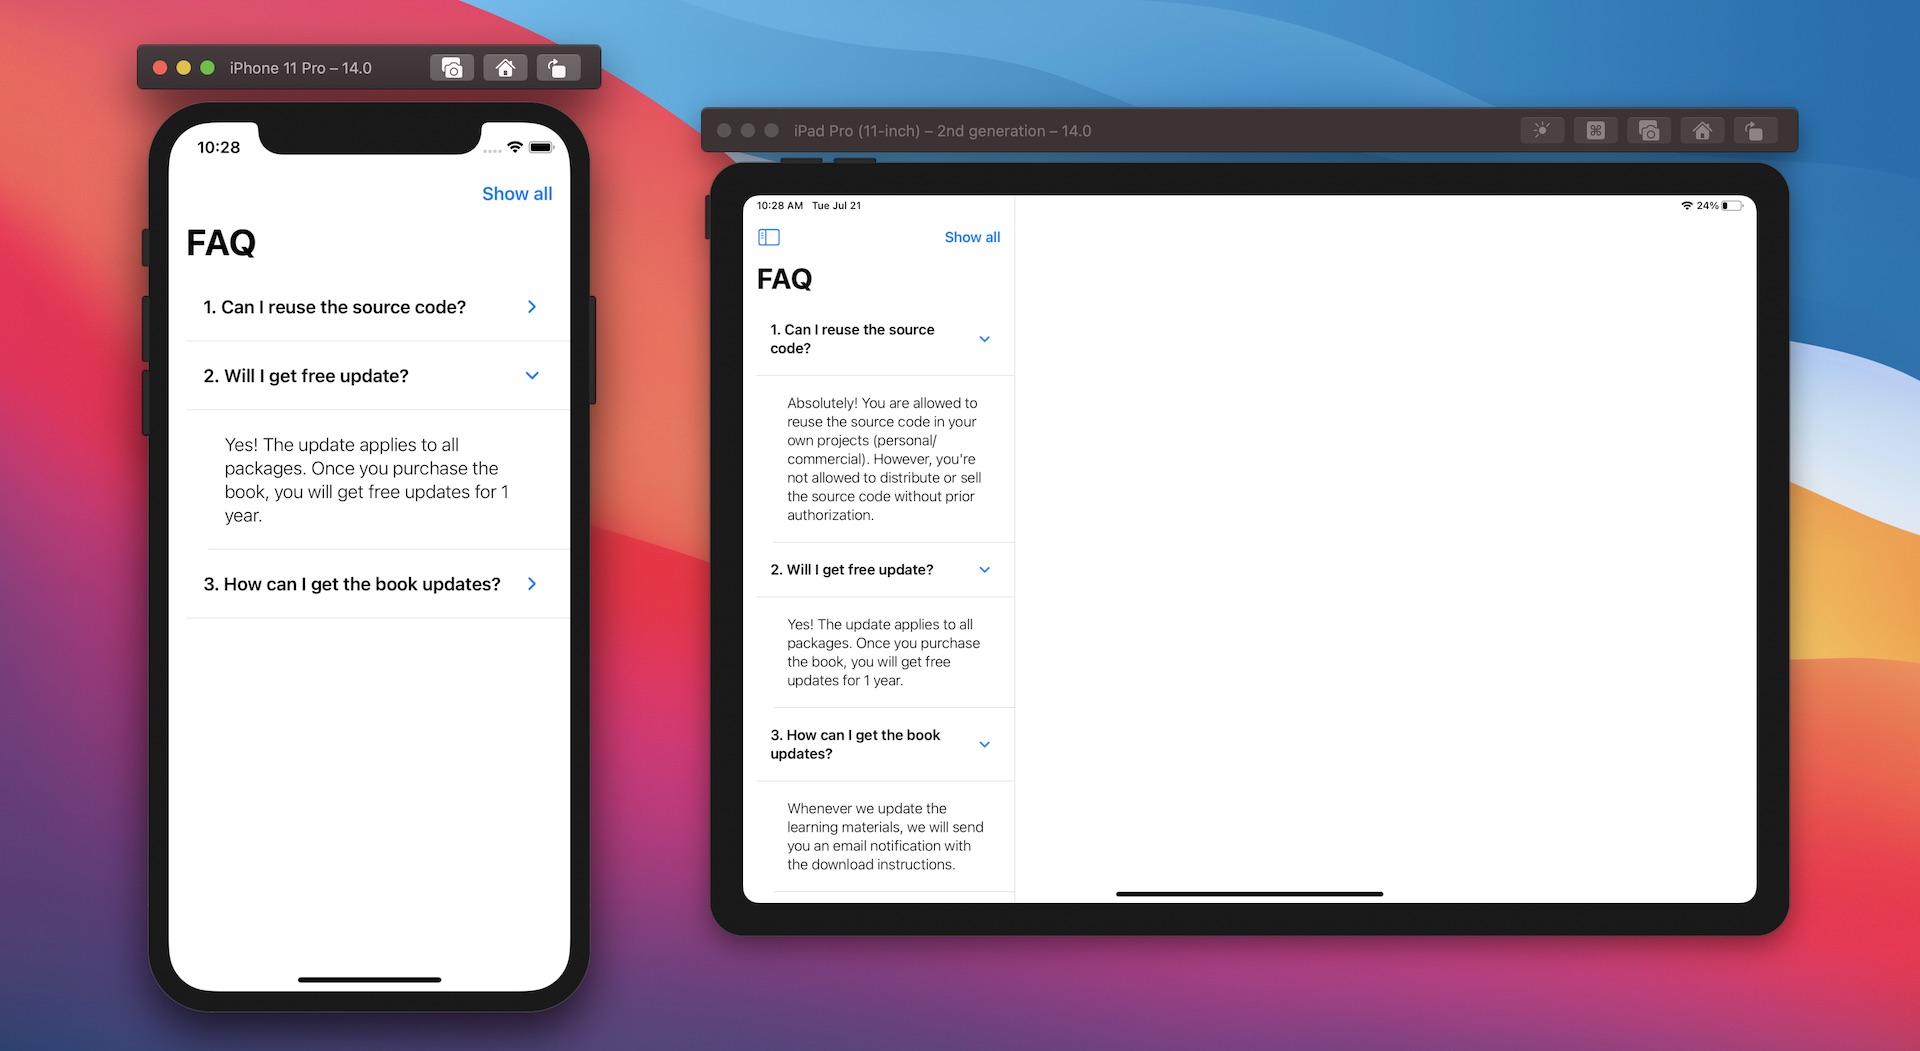 iPhone 11 Pro – 14.0
10:28
Show all
FAQ
1. Can I reuse the source code?
2. Will I get free update?
Yes! The update applies to all
packages. Once you purchase the
book, you will get free updates for 1
year.
3. How can I get the book updates?
iPad Pro (11-inch) – 2nd generation – 14.0
10:28 AM Tue Jul 21
24%
Show all
FAQ
1. Can I reuse the source
code?
Absolutely! You are allowed to
reuse the source code in your
own projects (personal/
commercial). However, you're
not allowed to distribute or sell
the source code without prior
authorization.
2. Will I get free update?
Yes! The update applies to all
packages. Once you purchase
the book, you will get free
updates for 1 year.
3. How can I get the book
updates?
Whenever we update the
learning materials, we will send
you an email notification with
the download instructions.